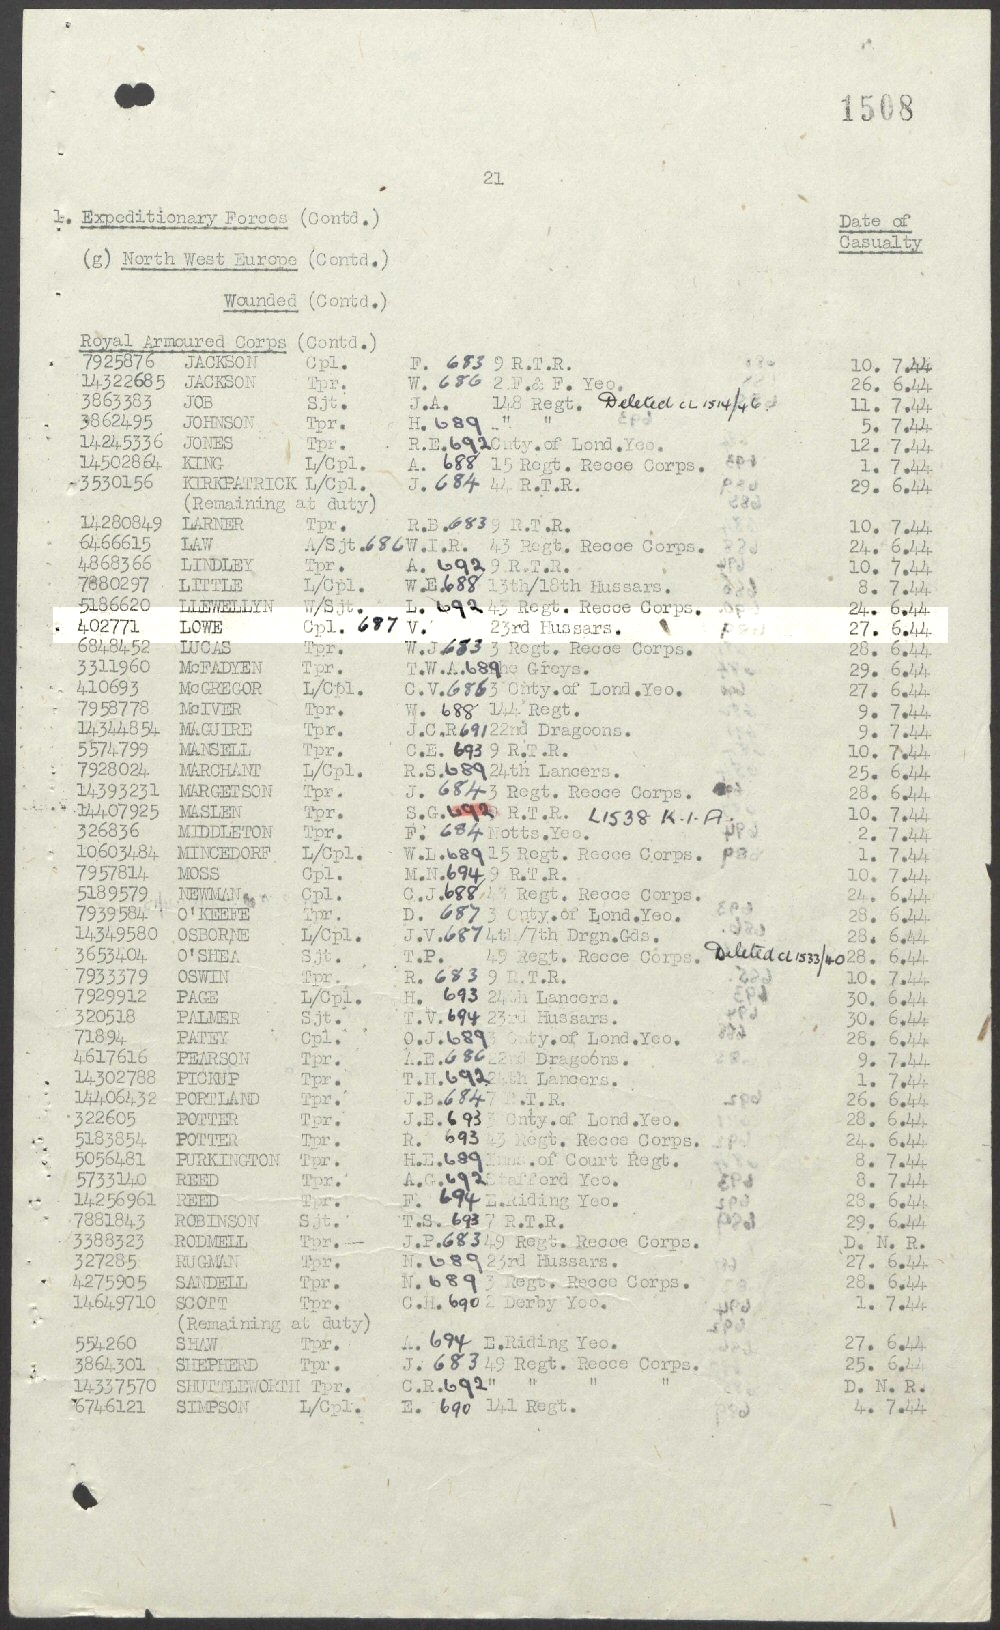 1508
21
1. Expeditionary Forces (Contd.) Date of
Casualty
(g) North West Europe (Contd.)
Wounded (Contd.)
Royal Armoured Corps (Contd.)
7925876 JACKSON Cpl. F. 683 9 R.T.R. 10. 7.44
14322685 JACKSON Tpr. W. 686 2 F.& F. Yeo. 26. 6.44
3863383 JOB Sjt. J.A. 148 Regt. Deleted CL 1514/46. 11. 7.44
3862495 JOHNSON Tpr. H. 689 " " 5. 7.44
14245336 JONES Tpr. R.E. 692 Cnty.of Lond.Yeo. 12. 7.44
14502864 KING L/Cpl. A. 688 15 Regt. Recce Corps. 1. 7.44
3530156 KIRKPATRICK L/Cpl. J. 684 44 R.T.R. 29. 6.44
(Remaining at duty)
14280849 LARNER Tpr. R.B. 683 9 R.T.R. 10. 7.44
6466615 LAW A/Sjt. 686 W.I.R. 43 Regt. Recce Corps. 24. 6.44
4868366 LINDLEY Tpr. A. 692 9 R.T.R. 10. 7.44
7880297 LITTLE L/Cpl. W.E. 688 13th/18th Hussars. 8. 7.44
5186620 LLEWELLYN W/Sjt. L. 692 43 Regt. Recce Corps. 24. 6.44
402771 LOWE Cpl. 687 V. 23rd Hussars. 27. 6.44
6848452 LUCAS Tpr. W.J. 683 3 Regt. Recce Corps. 28. 6.44
3311960 McFADYEN Tpr. T.W.A. 689 The Greys. 29. 6.44
410693 McGREGOR L/Cpl. C.V. 686 3 Cnty.of Lond.Yeo. 27. 6.44
7958778 McIVER Tpr. W. 688 144 Regt. 9. 7.44
14344854 MAGUIRE Tpr. J.C.R 691 22nd Dragoons. 9. 7.44
5574799 MANSELL Tpr. C.E. 693 9 R.T.R. 10. 7.44
7928024 MARCHANT L/Cpl. R.S. 689 24th Lancers. 25. 6.44
14393231 MARGETSON Tpr. J. 684 3 Regt. Recce Corps. 28. 6.44
14407925 MASLEN Tpr. S.G. 692 R.T.R. L1538 K.I.A. 10. 7.44
326836 MIDDLETON Tpr. F. 684 Notts.Yeo. 2. 7.44
10603484 MINGEDORF L/Cpl. W.L. 689 15 Regt. Recce Corps. 1. 7.44
7957814 MOSS Cpl. M.N. 694 9 R.T.R. 10. 7.44
5189579 NEWMAN Cpl. C.J. 688 43 Regt. Recce Corps. 24. 6.44
7939584 O'KEEFE Tpr. D. 687 3 Cnty.of Lond.Yeo. 28. 6.44
14349580 OSBORNE L/Cpl. J.V. 687 4th/7th Drgn.Gds. 28. 6.44
3653404 O'SHEA Sjt. T.P. 49 Regt. Recce Corps. Deleted CL 1533/40 28. 6.44
7933379 OSWIN Tpr. R. 683 9 R.T.R. 10. 7.44
7929912 PAGE L/Cpl. H. 693 24th Lancers. 30. 6.44
320518 PALMER Sjt. T.V. 694 23rd Hussars. 30. 6.44
71894 PATEY Cpl. O.J. 689 3 Cnty.of Lond.Yeo. 28. 6.44
4617616 PEARSON Tpr. A.E. 686 22nd Dragoons. 9. 7.44
14302788 PICKUP Tpr. T.H. 692 24th Lancers. 1. 7.44
14406432 PORTLAND Tpr. J.B. 684 7 R.T.R. 26. 6.44
322605 POTTER Tpr. J.E. 693 3 Cnty.of Lond.Yeo. 28. 6.44
5183854 POTTER Tpr. R. 693 43 Regt. Recce Corps. 24. 6.44
5056481 PURKINGTON Tpr. H.E. 689 Inns.of Court Regt. 8. 7.44
5733140 REED Tpr. A.G. 692 Stafford Yeo. 8. 7.44
14256961 REED Tpr. F. 694 E.Riding Yeo. 28. 6.44
7881843 ROBINSON Sjt. T.S. 693 7 R.T.R. 29. 6.44
3388323 RODMELL Tpr. J.P. 683 49 Regt. Recce Corps. D. N. R.
327285 RUGMAN Tpr. N. 689 23rd Hussars. 27. 6.44
4275905 SANDELL Tpr. N. 689 3 Regt. Recce Corps. 28. 6.44
14649710 SCOTT Tpr. C.H. 690 2 Derby Yeo. 1. 7.44
(Remaining at duty)
554260 SHAW Tpr. A. 694 E.Riding Yeo. 27. 6.44
3864301 SHEPHERD Tpr. J. 683 49 Regt. Recce Corps. 25. 6.44
14337570 SHUTTLEWORTH Tpr. C.R. 692 " " " " D. N. R.
6746121 SIMPSON L/Cpl. E. 690 141 Regt. 4. 7.44